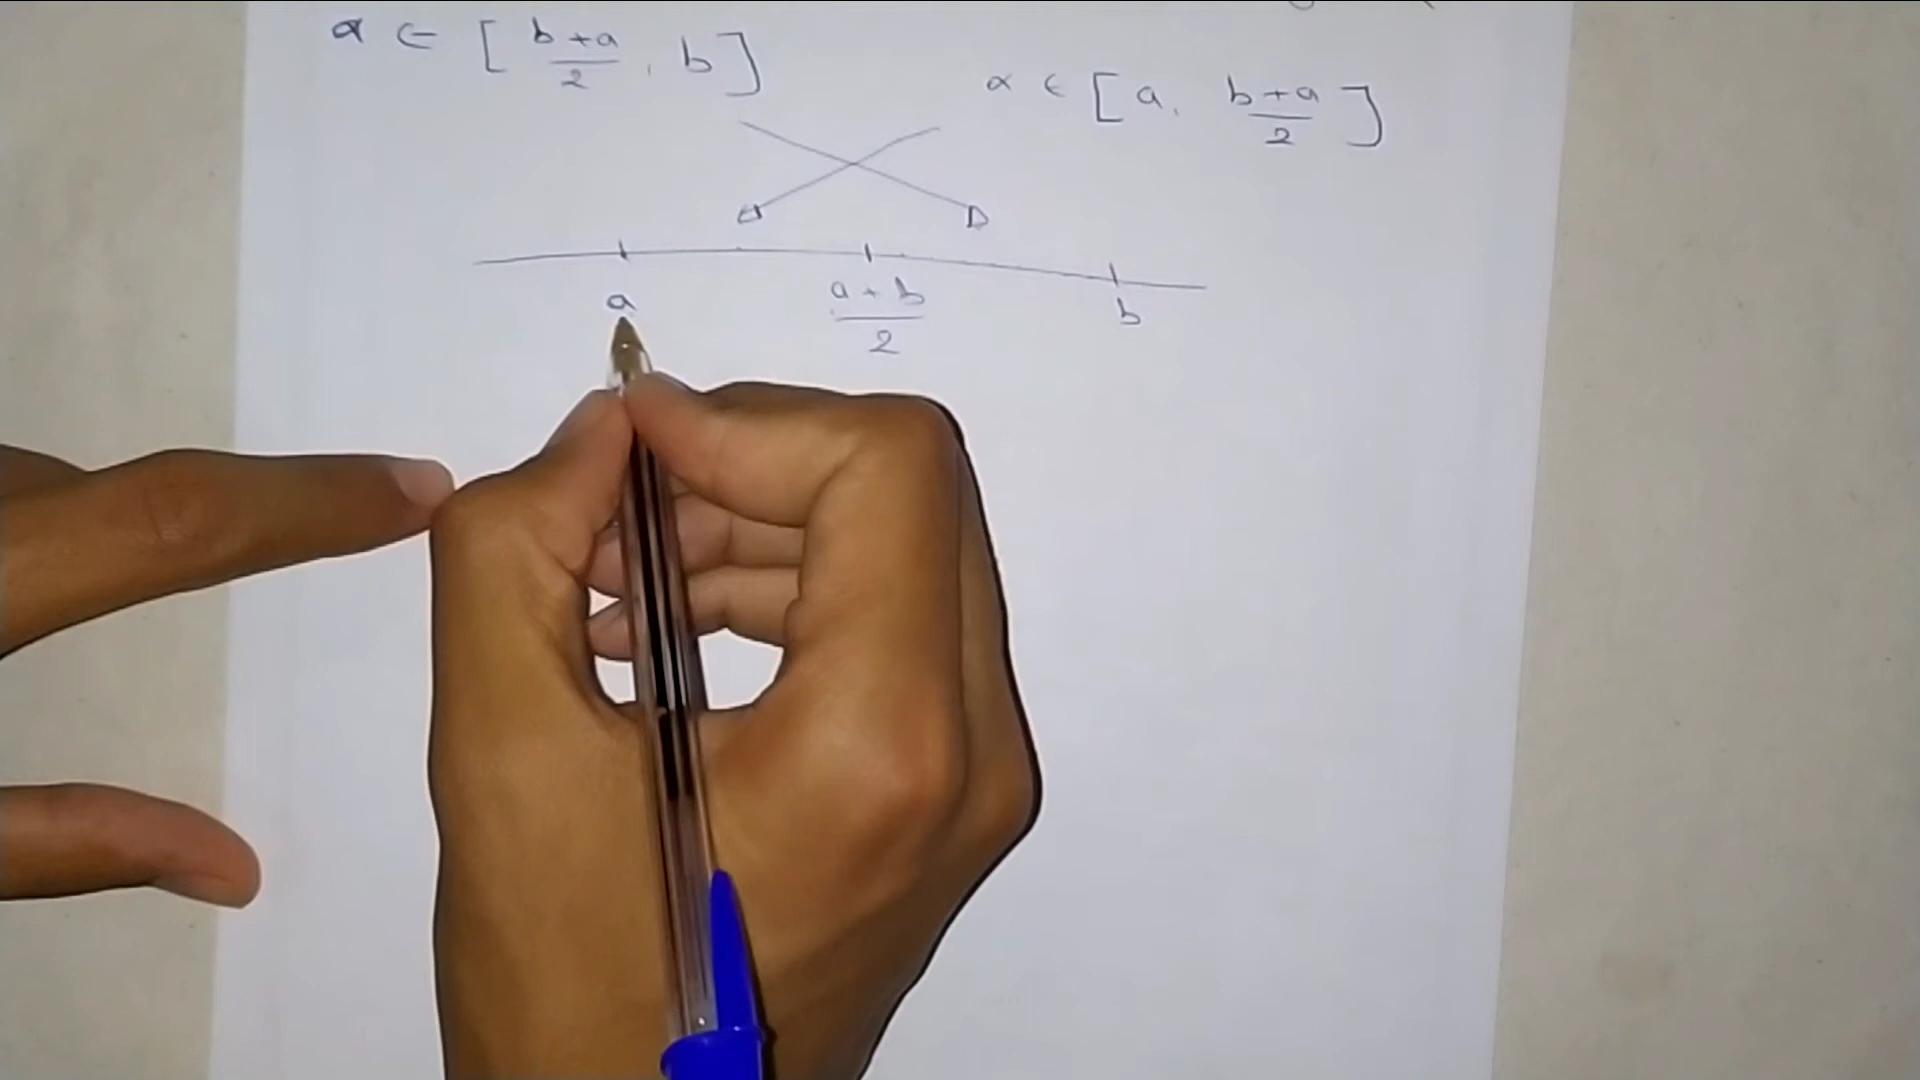 α ∈ [ b+a/2 , b ]
α ∈ [ a, b+a/2 ]
a
a+b/2
b